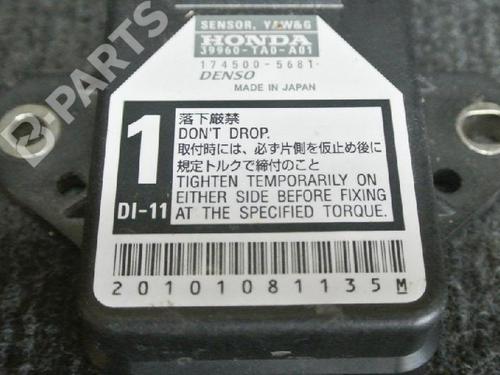 SENSOR, YAW&G
HONDA
39960-TA0-A01
174500-5681
DENSO
MADE IN JAPAN
1
DI-11
落下厳禁
DON'T DROP.
取付時には、必ず片側を仮止め後に
規定トルクで締付のこと
TIGHTEN TEMPORARILY ON
EITHER SIDE BEFORE FIXING
AT THE SPECIFIED TORQUE.
20101081135M
B-PARTS